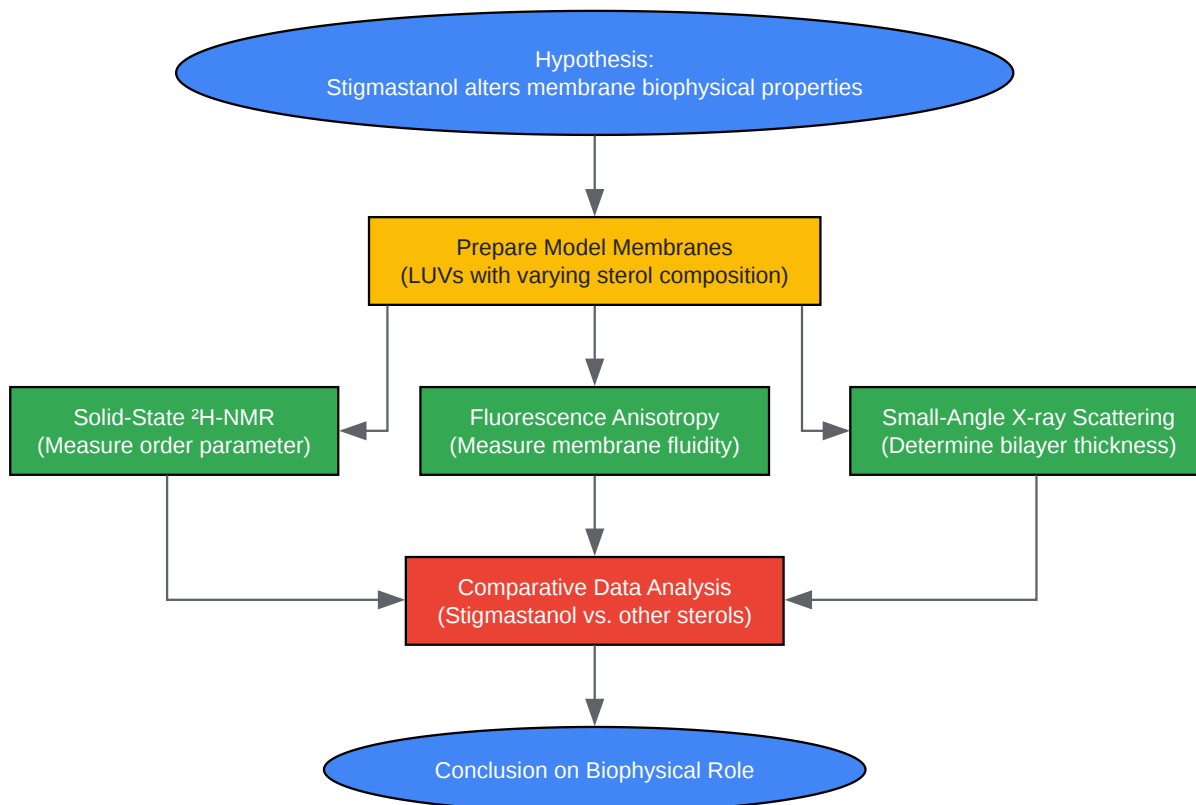 Hypothesis:
Stigmastanol alters membrane biophysical properties
Prepare Model Membranes
(LUVs with varying sterol composition)
Solid-State ²H-NMR
(Measure order parameter)
Fluorescence Anisotropy
(Measure membrane fluidity)
Small-Angle X-ray Scattering
(Determine bilayer thickness)
Comparative Data Analysis
(Stigmastanol vs. other sterols)
Conclusion on Biophysical Role